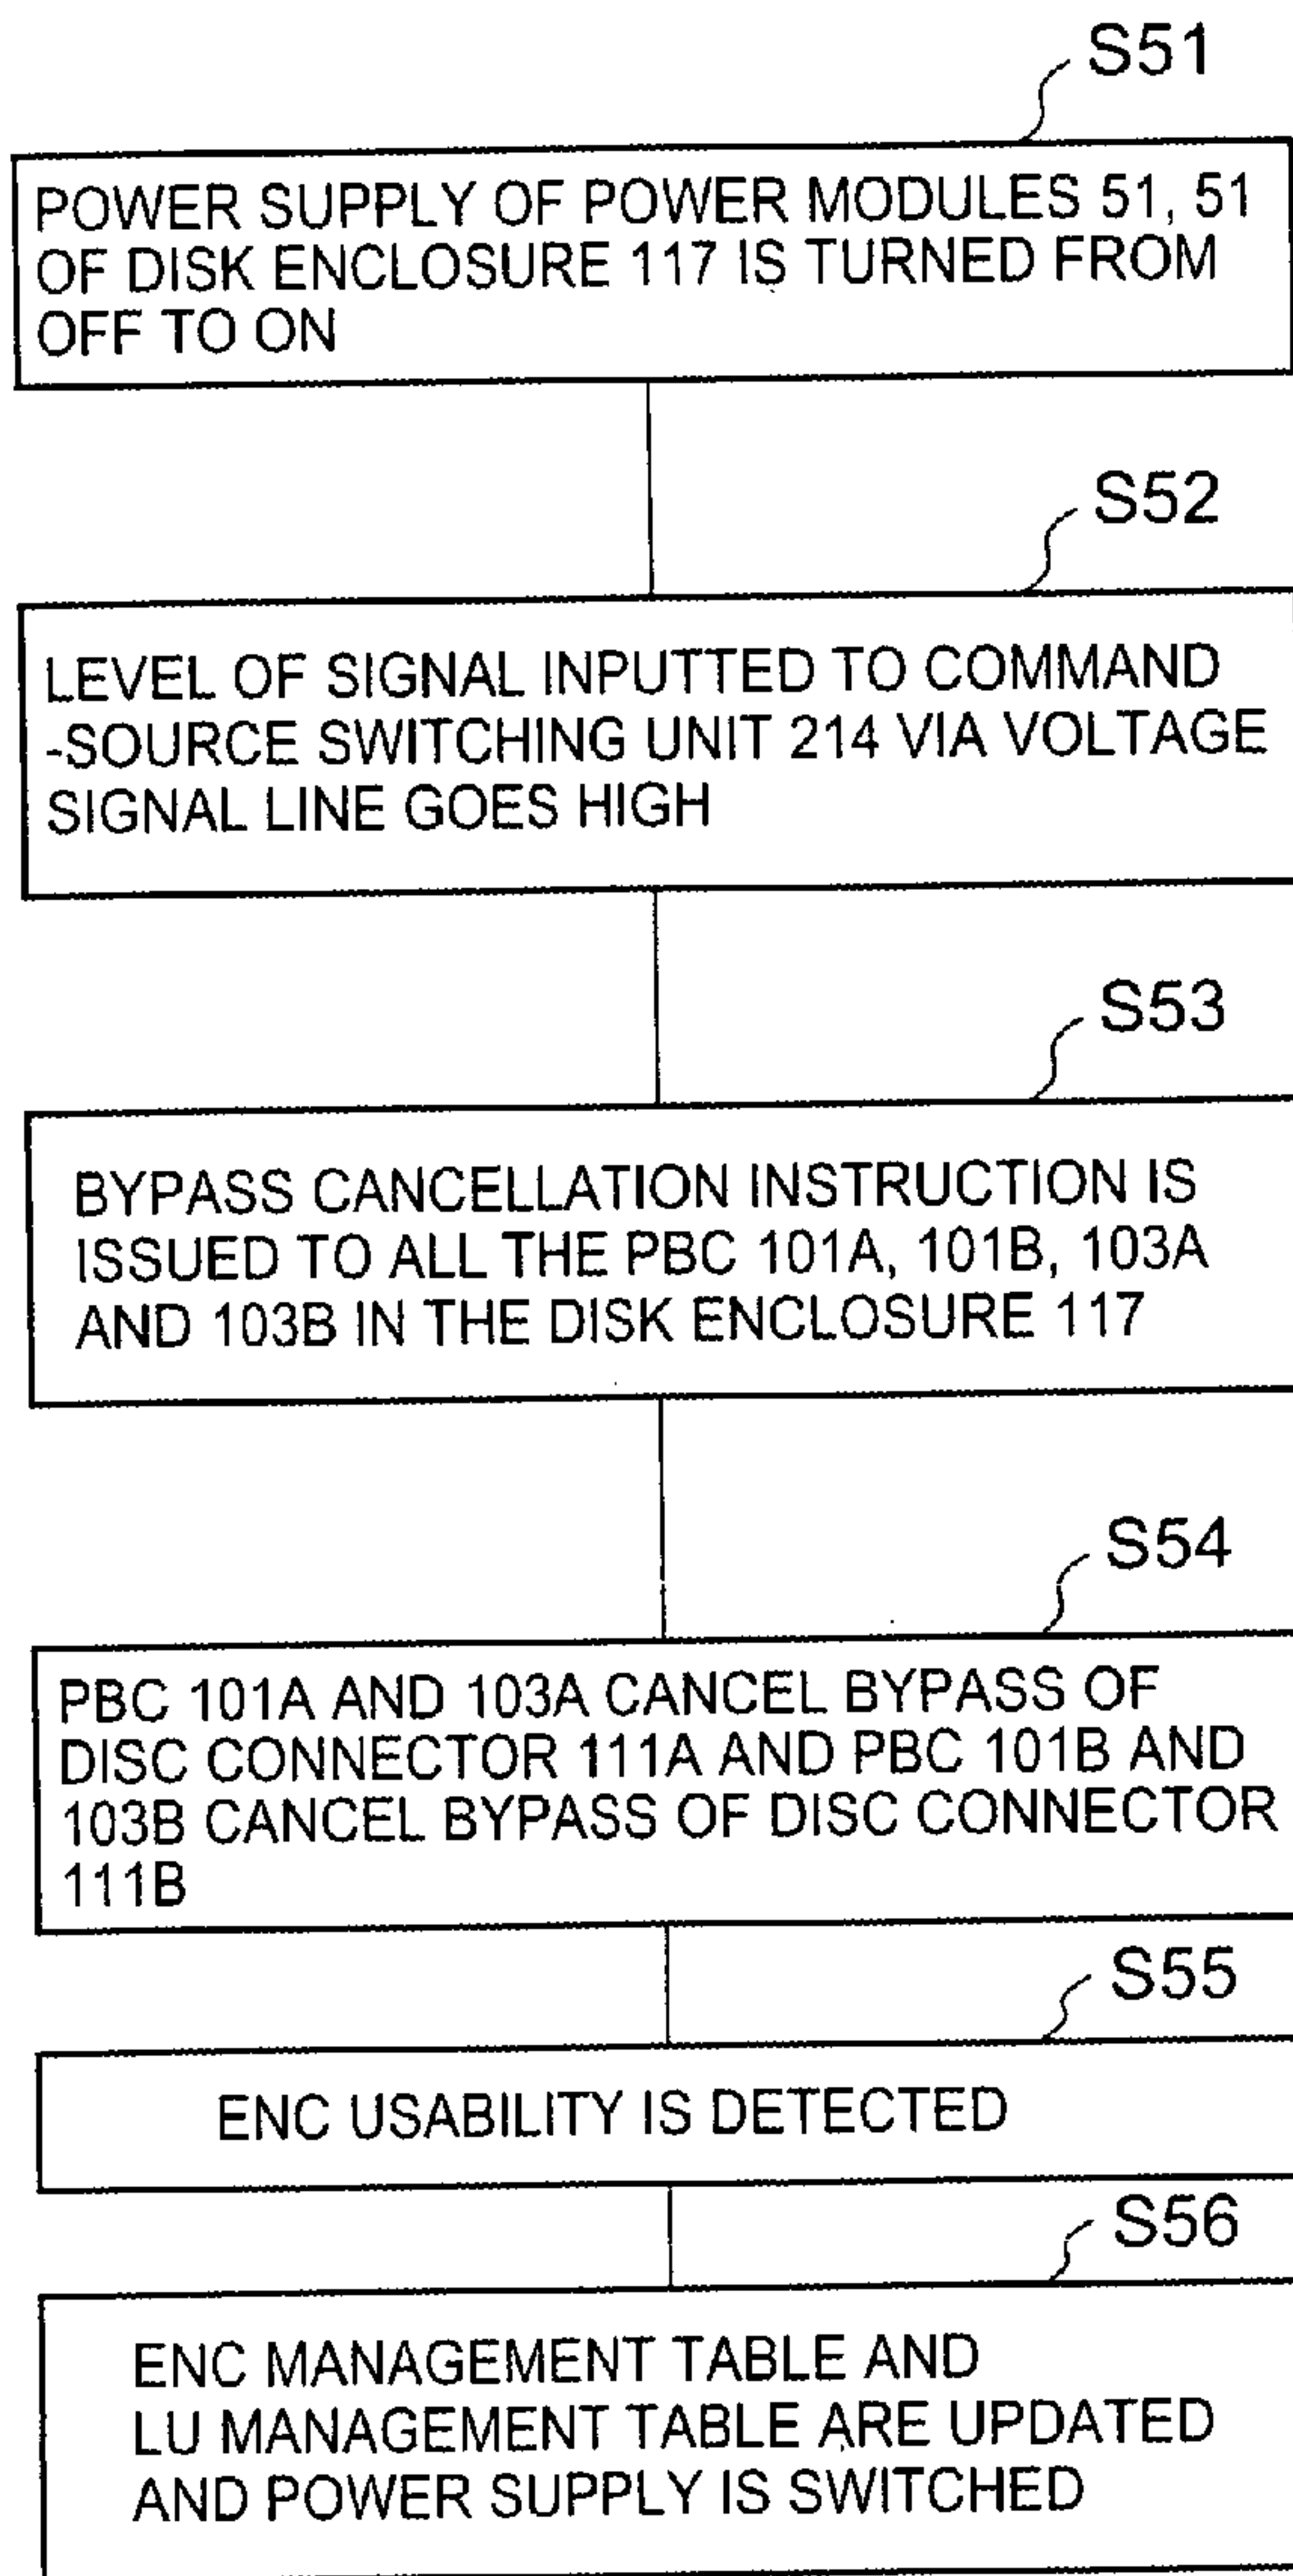 S51
POWER SUPPLY OF POWER MODULES 51, 51
OF DISK ENCLOSURE 117 IS TURNED FROM
OFF TO ON
S52
LEVEL OF SIGNAL INPUTTED TO COMMAND
-SOURCE SWITCHING UNIT 214 VIA VOLTAGE
SIGNAL LINE GOES HIGH
S53
BYPASS CANCELLATION INSTRUCTION IS
ISSUED TO ALL THE PBC 101A, 101B, 103A
AND 103B IN THE DISK ENCLOSURE 117
S54
PBC 101A AND 103A CANCEL BYPASS OF
DISC CONNECTOR 111A AND PBC 101B AND
103B CANCEL BYPASS OF DISC CONNECTOR
111B
S55
ENC USABILITY IS DETECTED
S56
ENC MANAGEMENT TABLE AND
LU MANAGEMENT TABLE ARE UPDATED
AND POWER SUPPLY IS SWITCHED